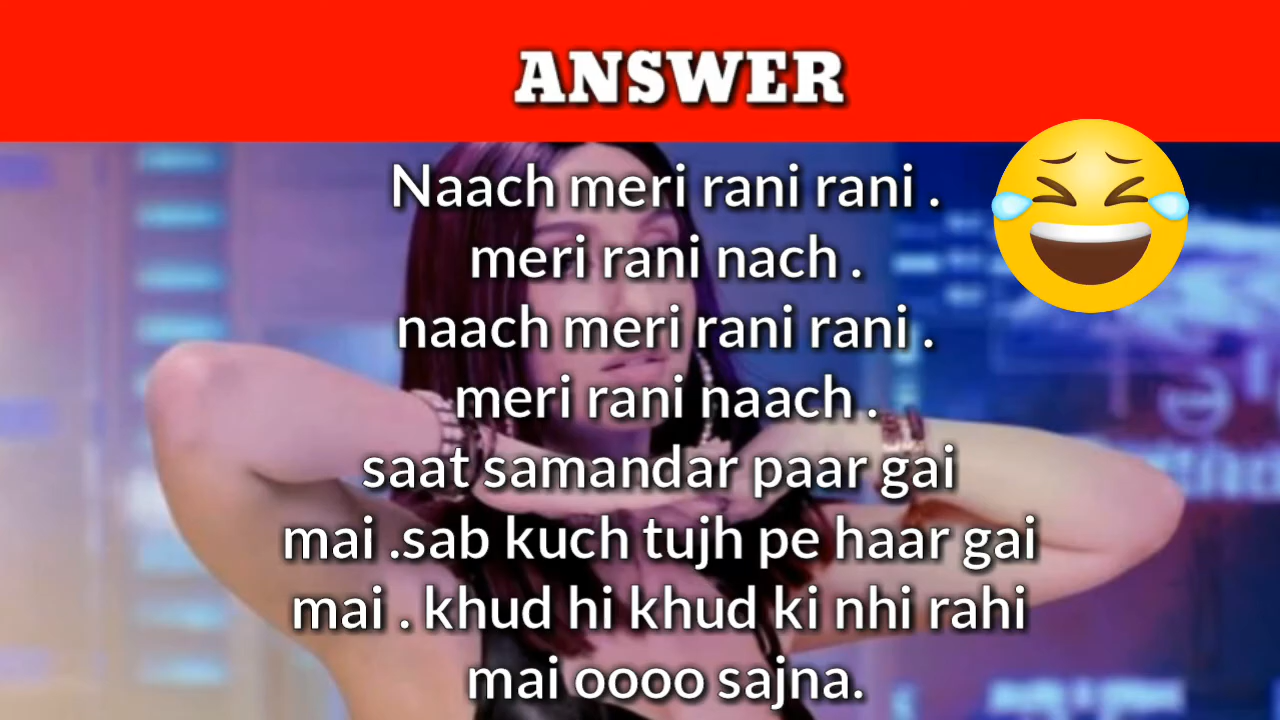 ANSWER
Naach meri rani rani .
meri rani nach .
naach meri rani rani .
meri rani naach .
saat samandar paar gai
mai .sab kuch tujh pe haar gai
mai . khud hi khud ki nhi rahi
mai oooo sajna.